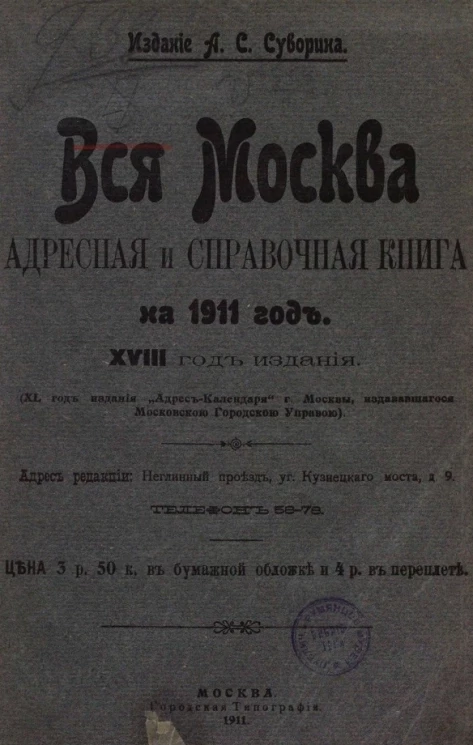 Изданіе А. С. Суворина.
Вся Москва
АДРЕСНАЯ и СПРАВОЧНАЯ КНИГА
на 1911 годъ.
XVIII годъ изданія.
(XL годъ изданія „Адресъ-Календаря“ г. Москвы, издававшагося
Московскою Городскою Управою).
Адресъ редакціи: Неглинный проѣздъ, уг. Кузнецкаго моста, д 9.
ТЕЛЕФОНЪ 58-78.
ЦѢНА 3 р. 50 к. въ бумажной обложкѣ и 4 р. въ переплетѣ.
МОСКВА.
Городская Типографія.
1911.